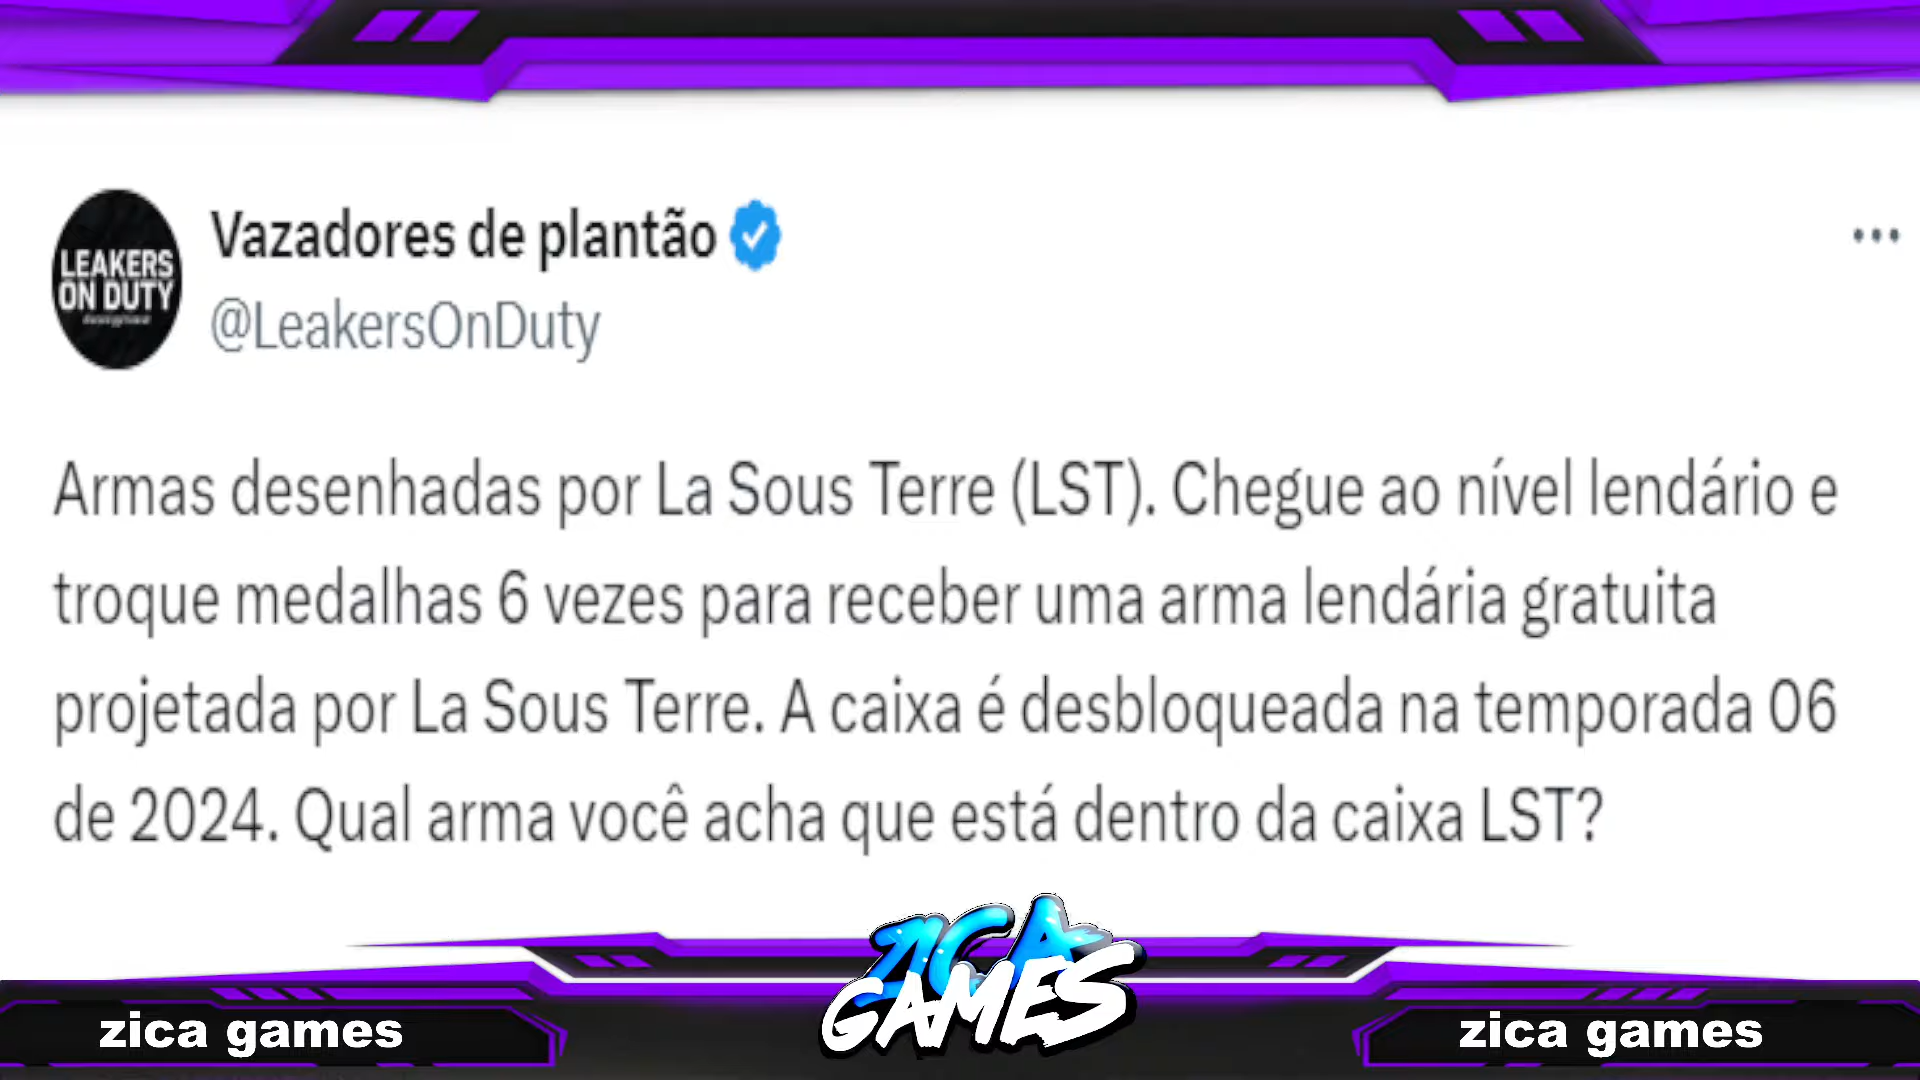 LEAKERS
ON DUTY
Vazadores de plantão
@LeakersOnDuty
Armas desenhadas por La Sous Terre (LST). Chegue ao nível lendário e
troque medalhas 6 vezes para receber uma arma lendária gratuita
projetada por La Sous Terre. A caixa é desbloqueada na temporada 06
de 2024. Qual arma você acha que está dentro da caixa LST?
ZICA
GAMES
zica games
zica games